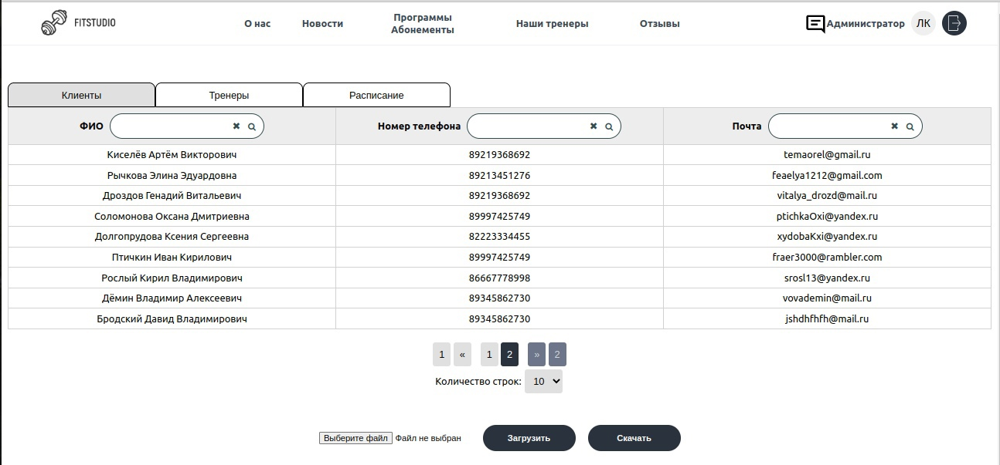 FITSTUDIO
О нас
Новости
Программы
Абонементы
Наши тренеры
Отзывы
Администратор
ЛК
Клиенты Тренеры Расписание
ФИО Номер телефона Почта
Киселёв Артём Викторович 89219368692 temaorel@gmail.ru
Рычкова Элина Эдуардовна 89213451276 feaelya1212@gmail.com
Дроздов Генадий Витальевич 89219368692 vitalya_drozd@mail.ru
Соломонова Оксана Дмитриевна 89997425749 ptichkaOxi@yandex.ru
Долгопрудова Ксения Сергеевна 82223334455 xydobaKxi@yandex.ru
Птичкин Иван Кирилович 89997425749 fraer3000@rambler.com
Рослый Кирил Владимирович 86667778998 srosl13@yandex.ru
Дёмин Владимир Алексеевич 89345862730 vovademin@mail.ru
Бродский Давид Владимирович 89345862730 jshdhfhfh@mail.ru
1 « 1 2 » 2
Количество строк: 10
Выберите файл Файл не выбран Загрузить Скачать